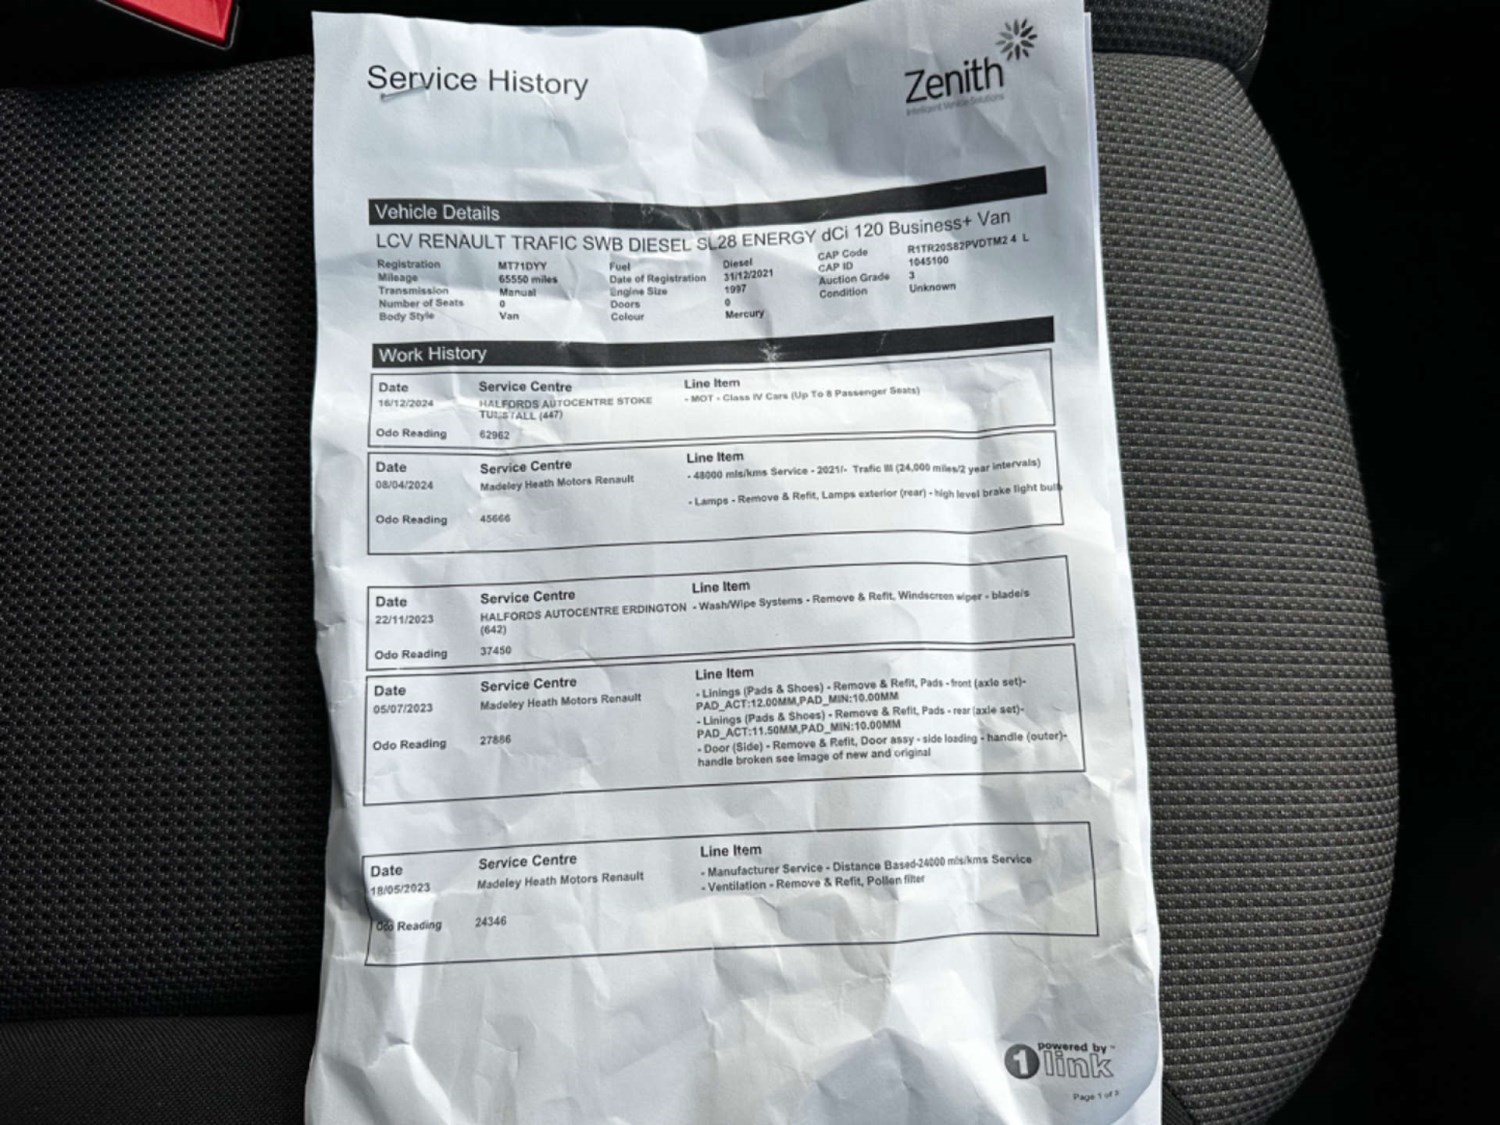 Service History
Zenith
Intelligent Vehicle Solutions
Vehicle Details
LCV RENAULT TRAFIC SWB DIESEL SL28 ENERGY dCi 120 Business+ Van
Registration MT71DYY Fuel Diesel CAP Code R1TR20S82PVDTM2 4 L
Mileage 65550 miles Date of Registration 31/12/2021 CAP ID 1045100
Transmission Manual Engine Size 1997 Auction Grade 3
Number of Seats 0 Doors 0 Condition Unknown
Body Style Van Colour Mercury
Work History
Date Service Centre Line Item
16/12/2024 HALFORDS AUTOCENTRE STOKE - MOT - Class IV Cars (Up To 8 Passenger Seats)
TUNSTALL (447)
Odo Reading 62962
Date Service Centre Line Item
08/04/2024 Madeley Heath Motors Renault - 48000 mls/kms Service - 2021/- Trafic III (24,000 miles/2 year intervals)
- Lamps - Remove & Refit, Lamps exterior (rear) - high level brake light bulb
Odo Reading 45666
Date Service Centre Line Item
22/11/2023 HALFORDS AUTOCENTRE ERDINGTON - Wash/Wipe Systems - Remove & Refit, Windscreen wiper - blade/s
(642)
Odo Reading 37450
Date Service Centre Line Item
05/07/2023 Madeley Heath Motors Renault - Linings (Pads & Shoes) - Remove & Refit, Pads - front (axle set)-
PAD_ACT:12.00MM,PAD_MIN:10.00MM
- Linings (Pads & Shoes) - Remove & Refit, Pads - rear (axle set)-
PAD_ACT:11.50MM,PAD_MIN:10.00MM
Odo Reading 27886 - Door (Side) - Remove & Refit, Door assy - side loading - handle (outer)-
handle broken see image of new and original
Date Service Centre Line Item
18/05/2023 Madeley Heath Motors Renault - Manufacturer Service - Distance Based-24000 mls/kms Service
- Ventilation - Remove & Refit, Pollen filter
Odo Reading 24346
powered by
1link
Page 1 of 3